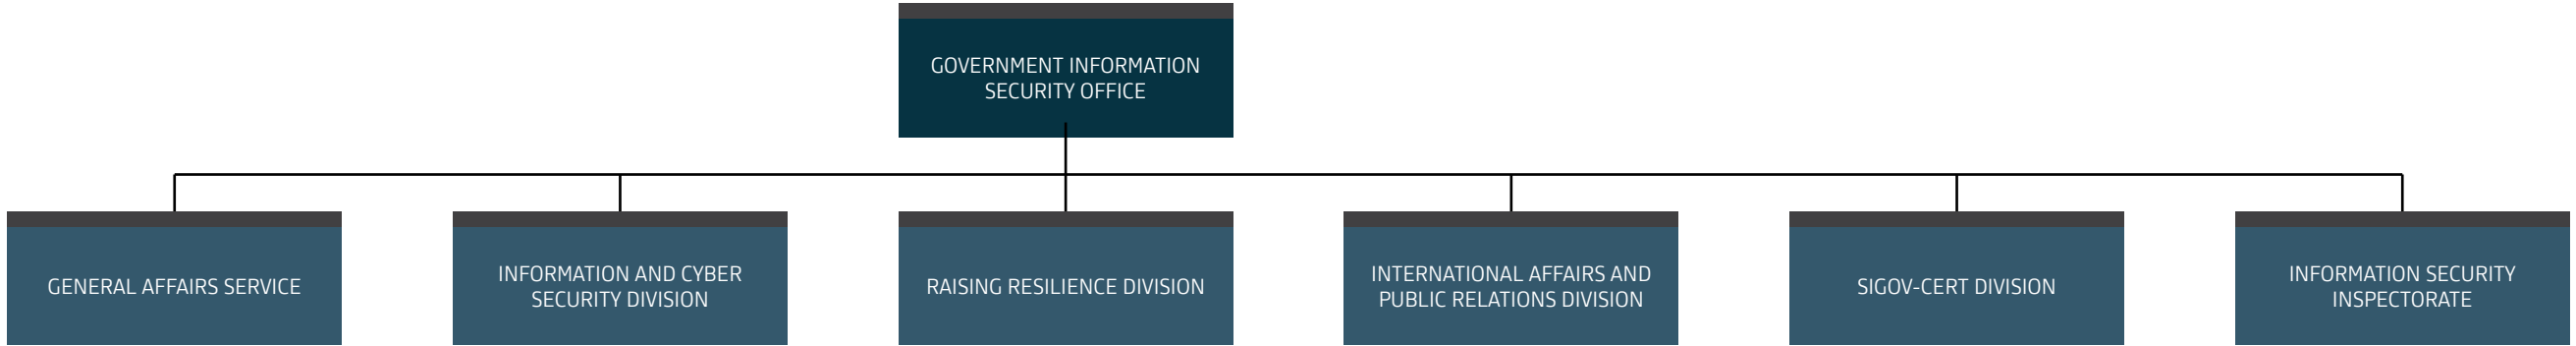 GOVERNMENT INFORMATION
SECURITY OFFICE
GENERAL AFFAIRS SERVICE
INFORMATION AND CYBER
SECURITY DIVISION
RAISING RESILIENCE DIVISION
INTERNATIONAL AFFAIRS AND
PUBLIC RELATIONS DIVISION
SIGOV-CERT DIVISION
INFORMATION SECURITY
INSPECTORATE